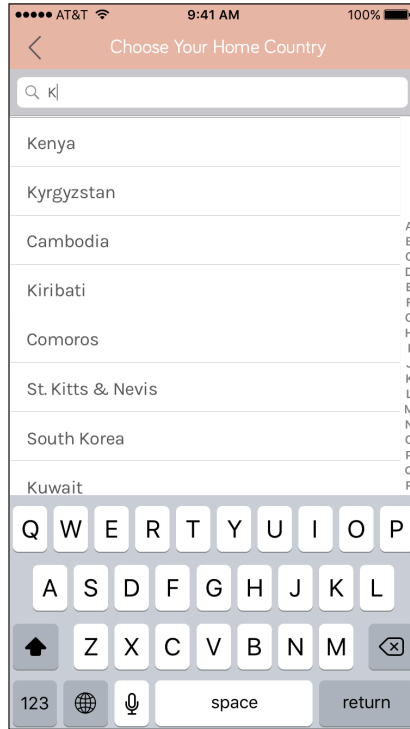 AT&T 9:41 AM 100%
Choose Your Home Country
K
Kenya
Kyrgyzstan
Cambodia
Kiribati
Comoros
St. Kitts & Nevis
South Korea
Kuwait
A
B
C
D
E
F
G
H
I
J
K
L
M
N
O
P
Q
R
Q W E R T Y U I O P
A S D F G H J K L
Z X C V B N M
123 space return